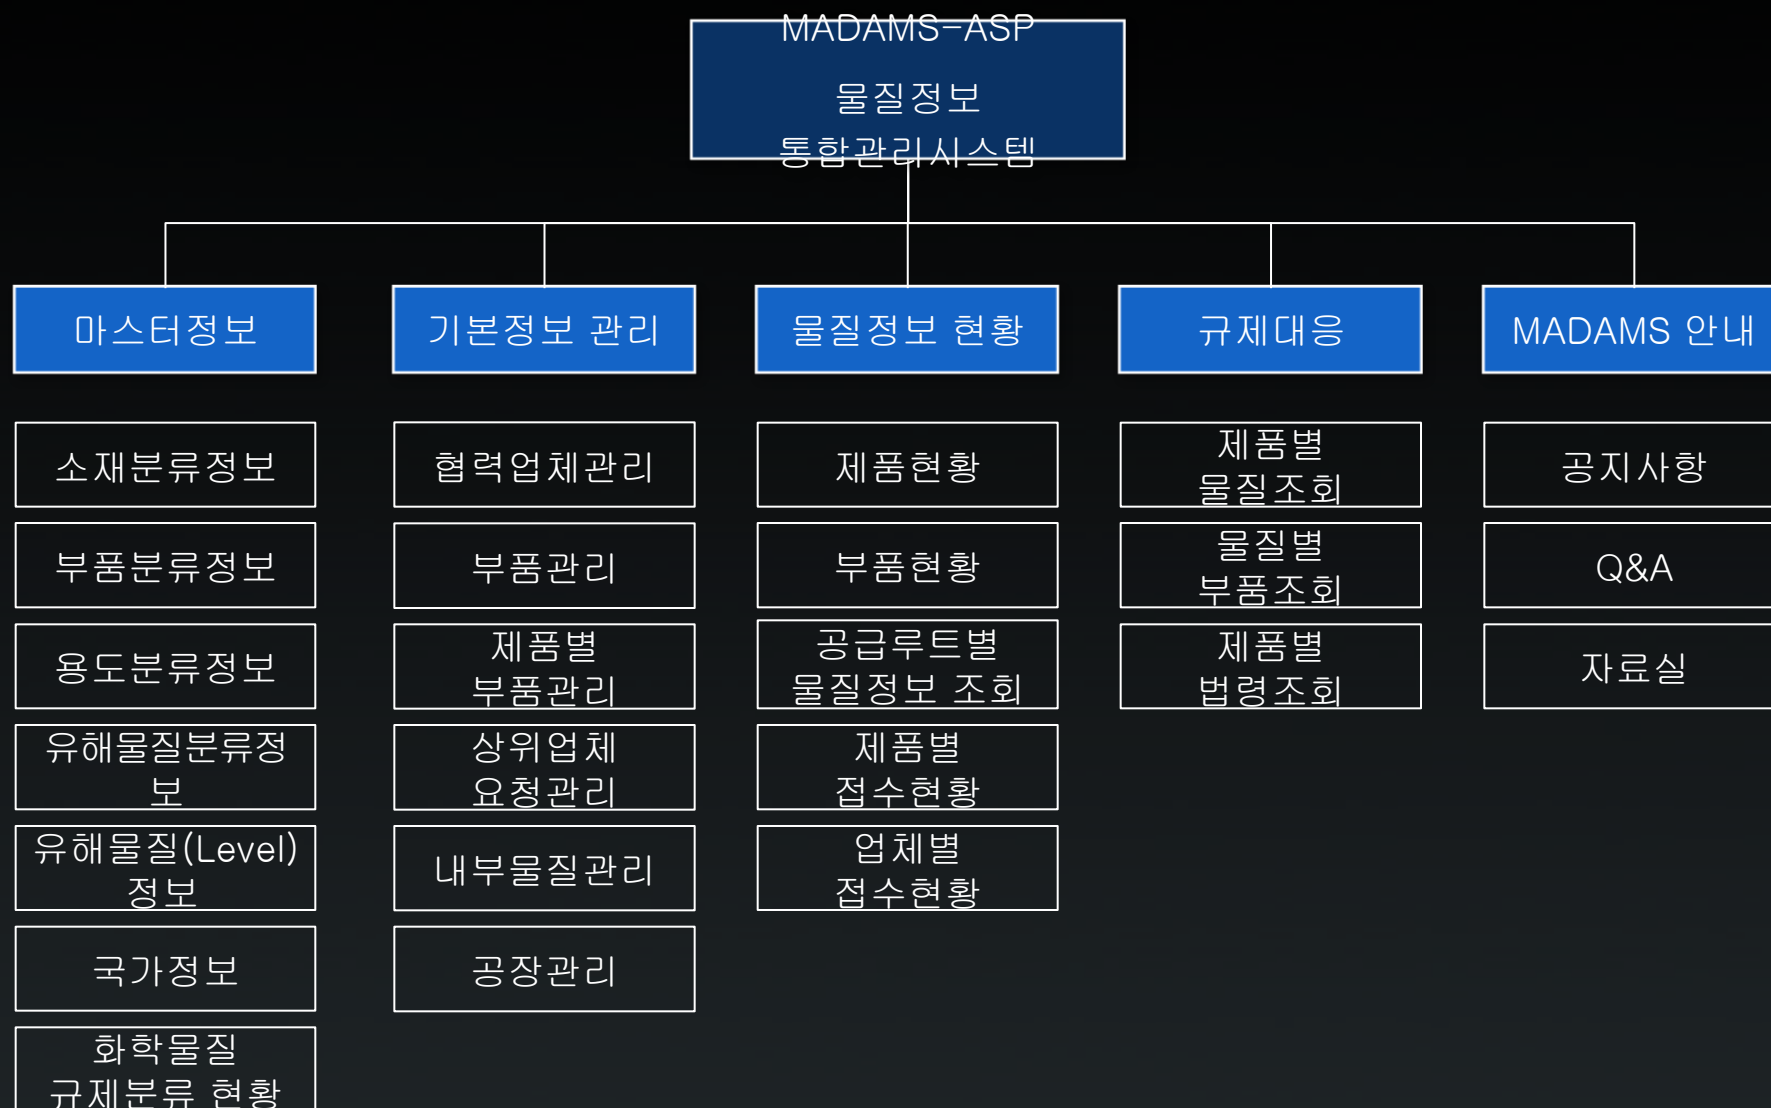 MADAMS-ASP
물질정보
통합관리시스템
마스터정보
기본정보 관리
물질정보 현황
규제대응
MADAMS 안내
소재분류정보
부품분류정보
용도분류정보
유해물질분류정
보
유해물질(Level)
정보
국가정보
화학물질
규제분류 현황
협력업체관리
부품관리
제품별
부품관리
상위업체
요청관리
내부물질관리
공장관리
제품현황
부품현황
공급루트별
물질정보 조회
제품별
접수현황
업체별
접수현황
제품별
물질조회
물질별
부품조회
제품별
법령조회
공지사항
Q&A
자료실